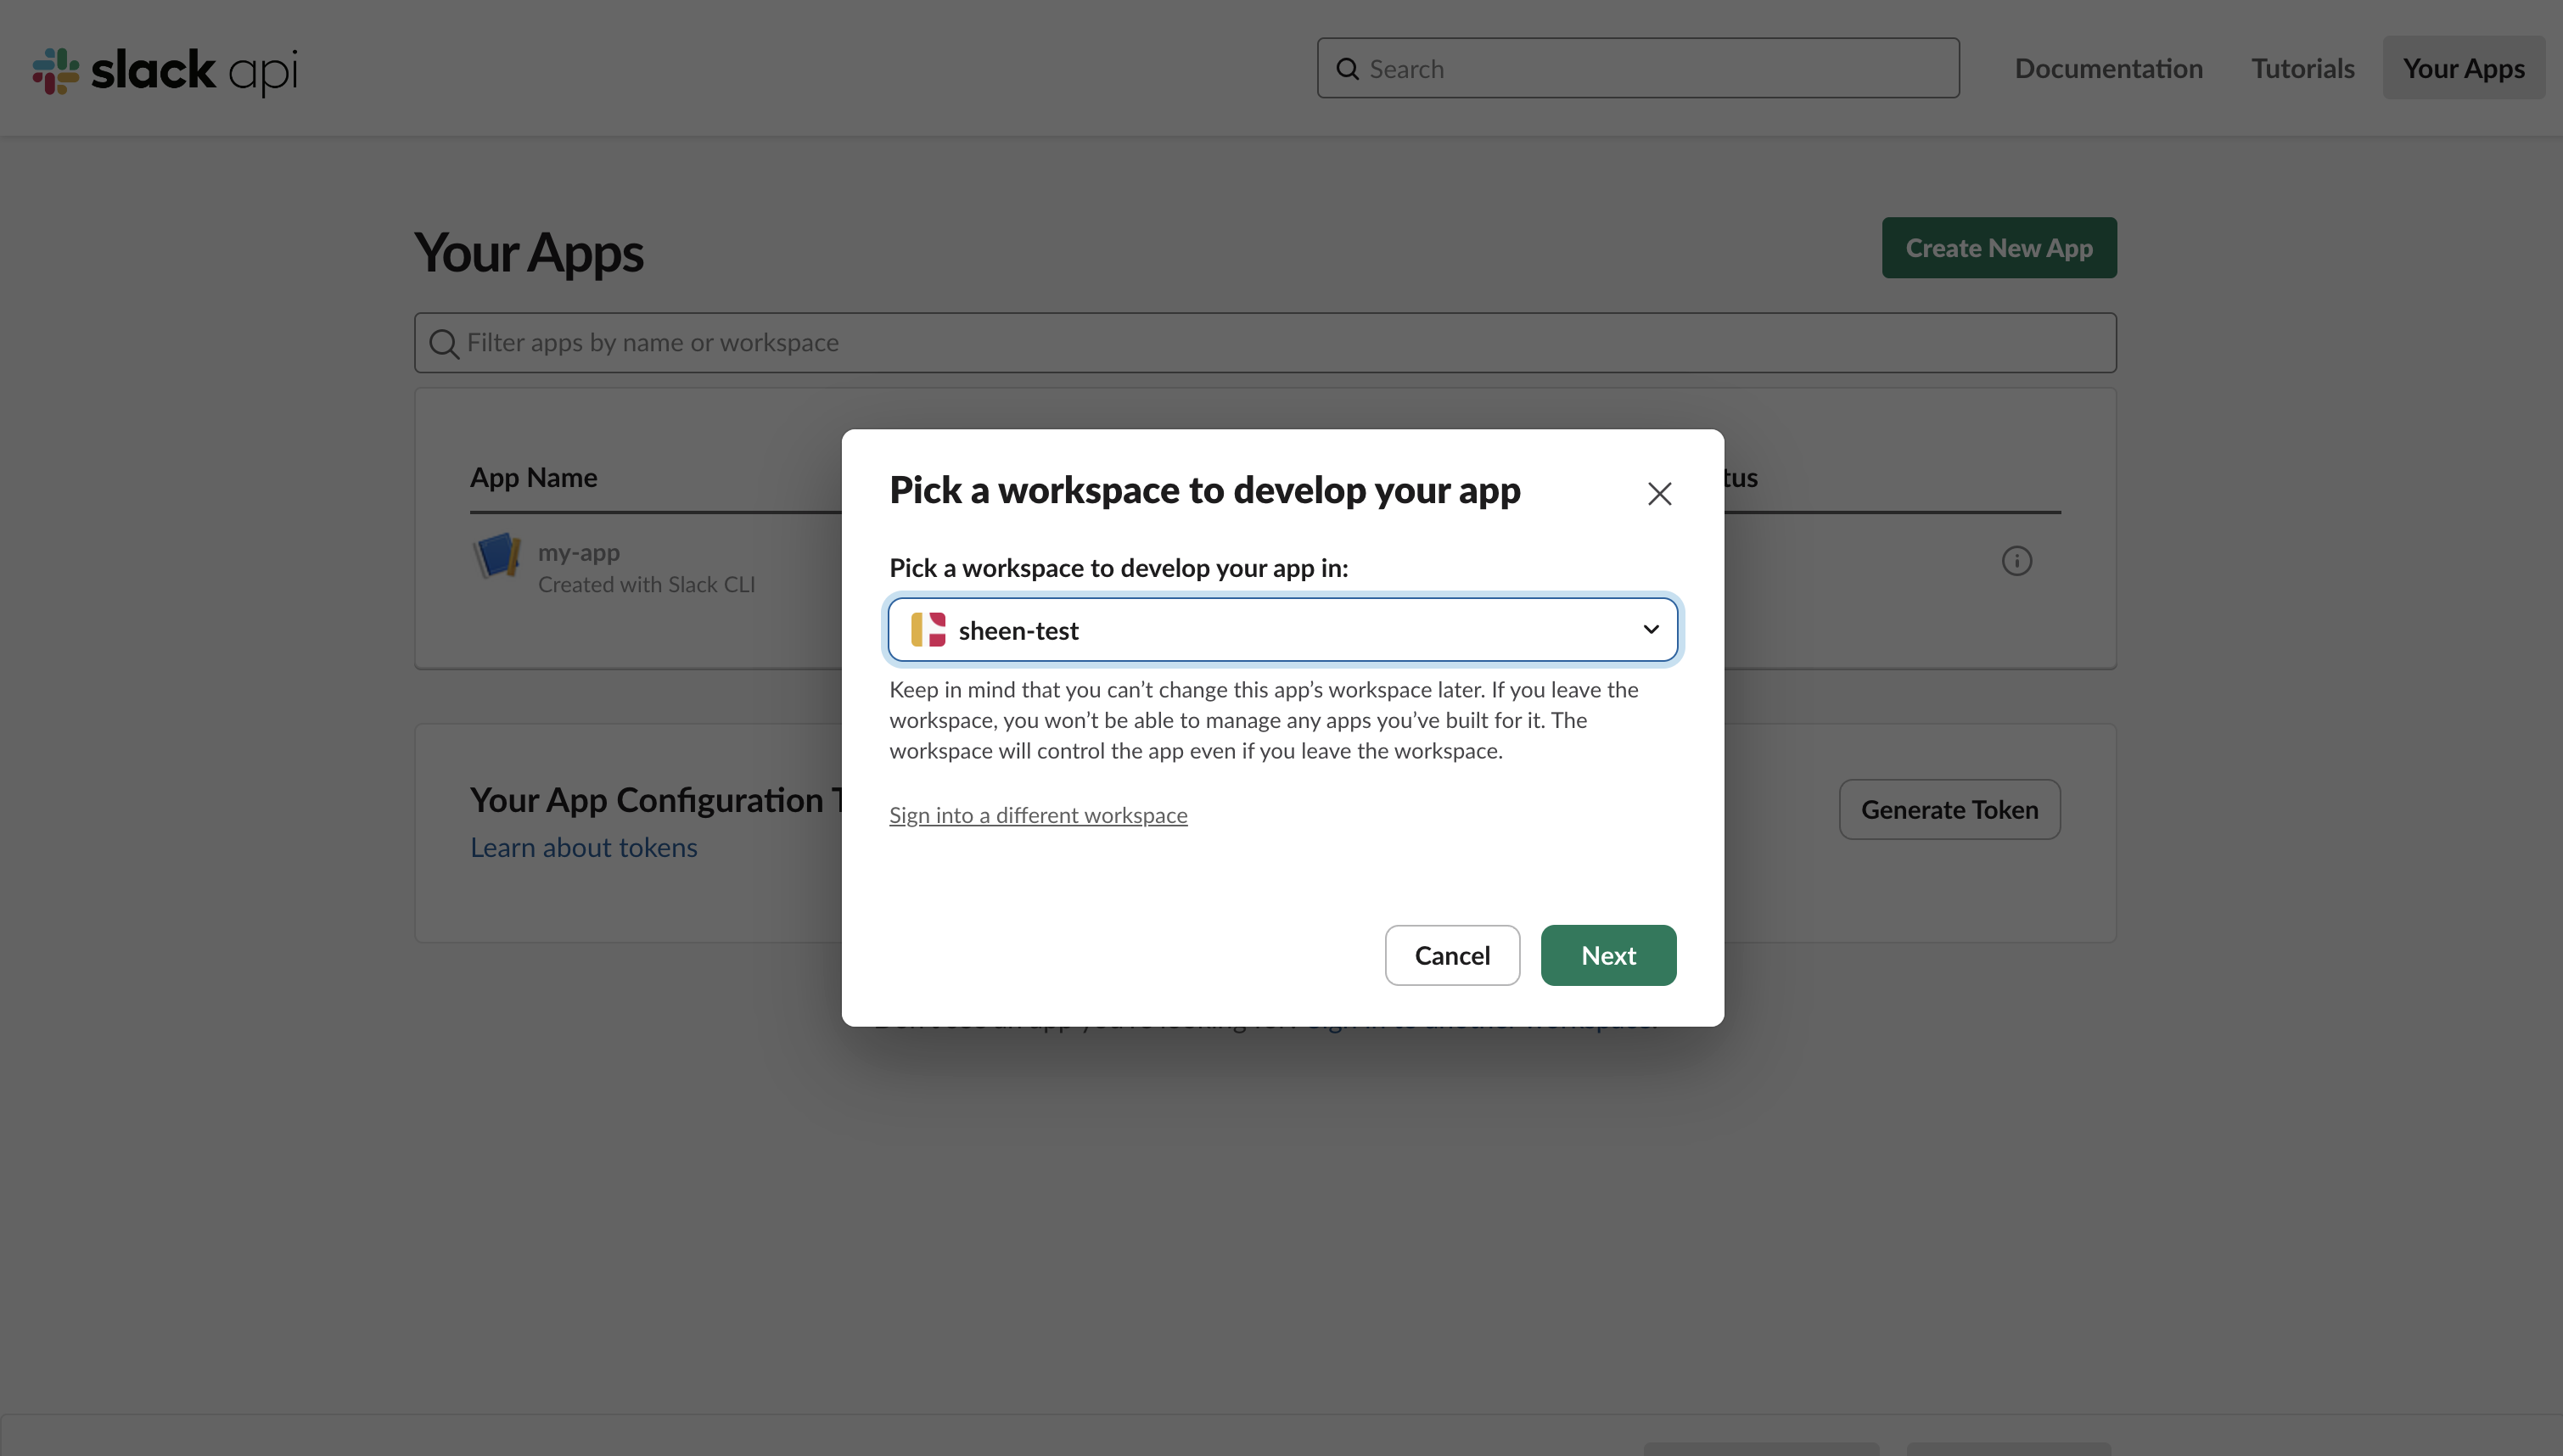 slack api
Search
Documentation
Tutorials
Your Apps
Your Apps
Create New App
Filter apps by name or workspace
App Name
my-app
Created with Slack CLI
Pick a workspace to develop your app
Pick a workspace to develop your app in:
sheen-test
Keep in mind that you can’t change this app’s workspace later. If you leave the
workspace, you won’t be able to manage any apps you’ve built for it. The
workspace will control the app even if you leave the workspace.
Sign into a different workspace
Cancel
Next
Your App Configuration
Learn about tokens
Generate Token